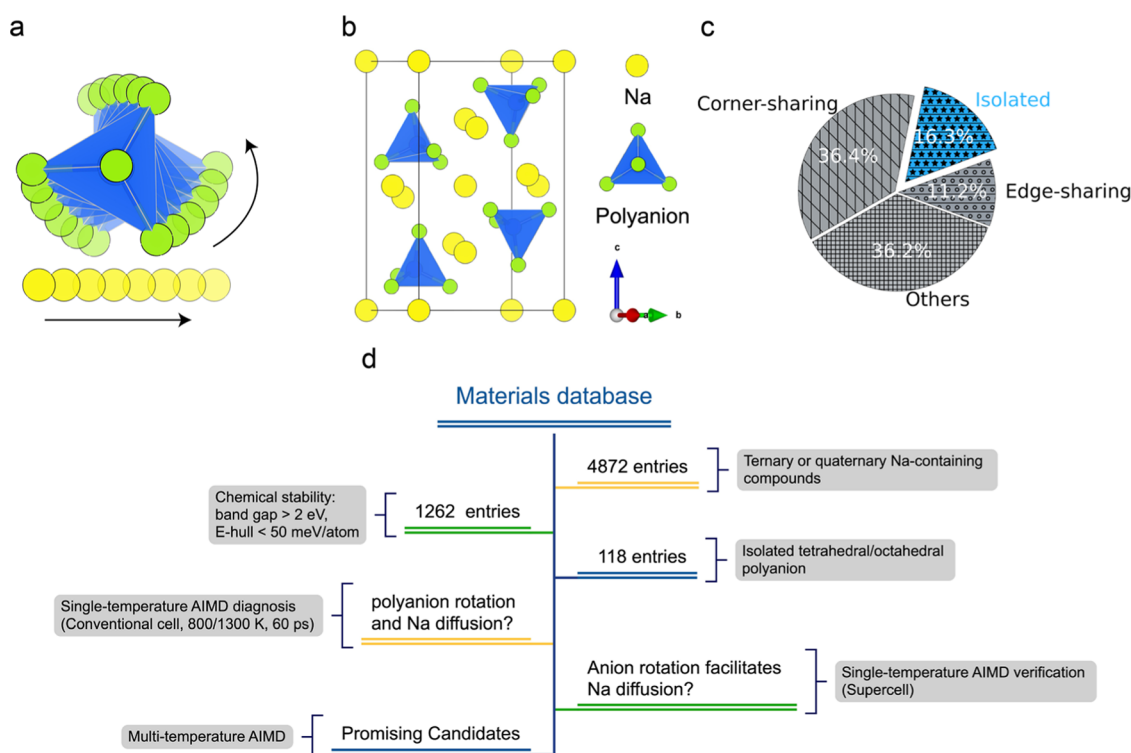 a
b
c
Na
Polyanion
c
b
Corner-sharing
Isolated
16.3%
36.4%
11.2%
Edge-sharing
36.2%
Others
d
Materials database
4872 entries
Ternary or quaternary Na-containing
compounds
Chemical stability:
band gap > 2 eV,
E-hull < 50 meV/atom
1262 entries
118 entries
Isolated tetrahedral/octahedral
polyanion
Single-temperature AIMD diagnosis
(Conventional cell, 800/1300 K, 60 ps)
polyanion rotation
and Na diffusion?
Anion rotation facilitates
Na diffusion?
Single-temperature AIMD verification
(Supercell)
Multi-temperature AIMD
Promising Candidates